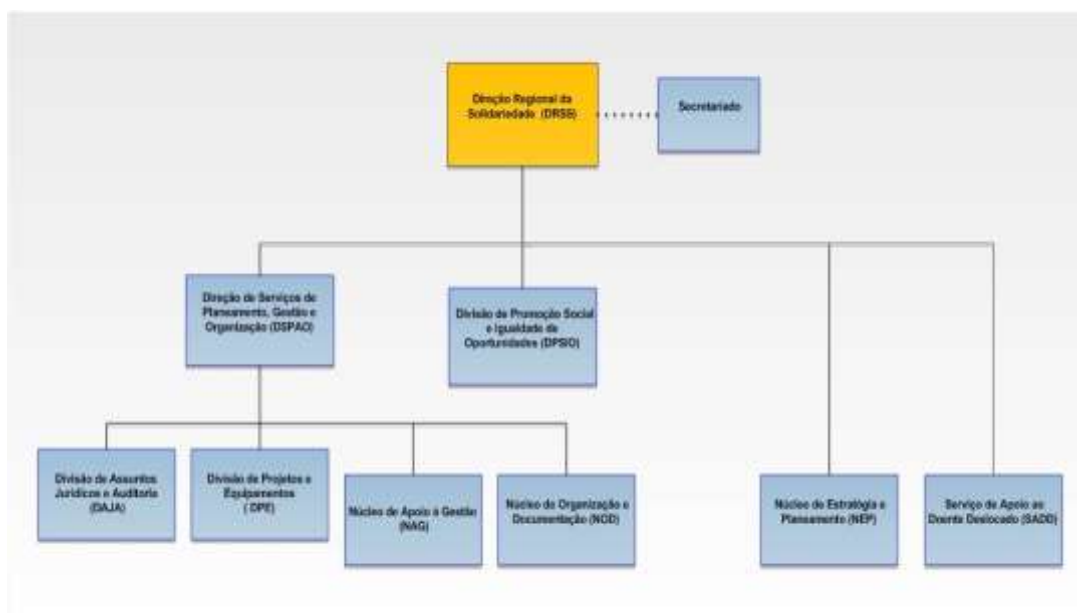 Direção Regional da
Solidariedade (DRSS)
Secretariado
Direção de Serviços de
Planeamento, Gestão e
Organização (DSPAO)
Divisão de Promoção Social
e Igualdade de
Oportunidades (DPSIO)
Divisão de Assuntos
Jurídicos e Auditoria
(DAJA)
Divisão de Projetos e
Equipamentos
( DPE)
Núcleo de Apoio à Gestão
(NAG)
Núcleo de Organização e
Documentação (NOD)
Núcleo de Estratégia e
Planeamento (NEP)
Serviço de Apoio ao
Doente Deslocado (SADD)